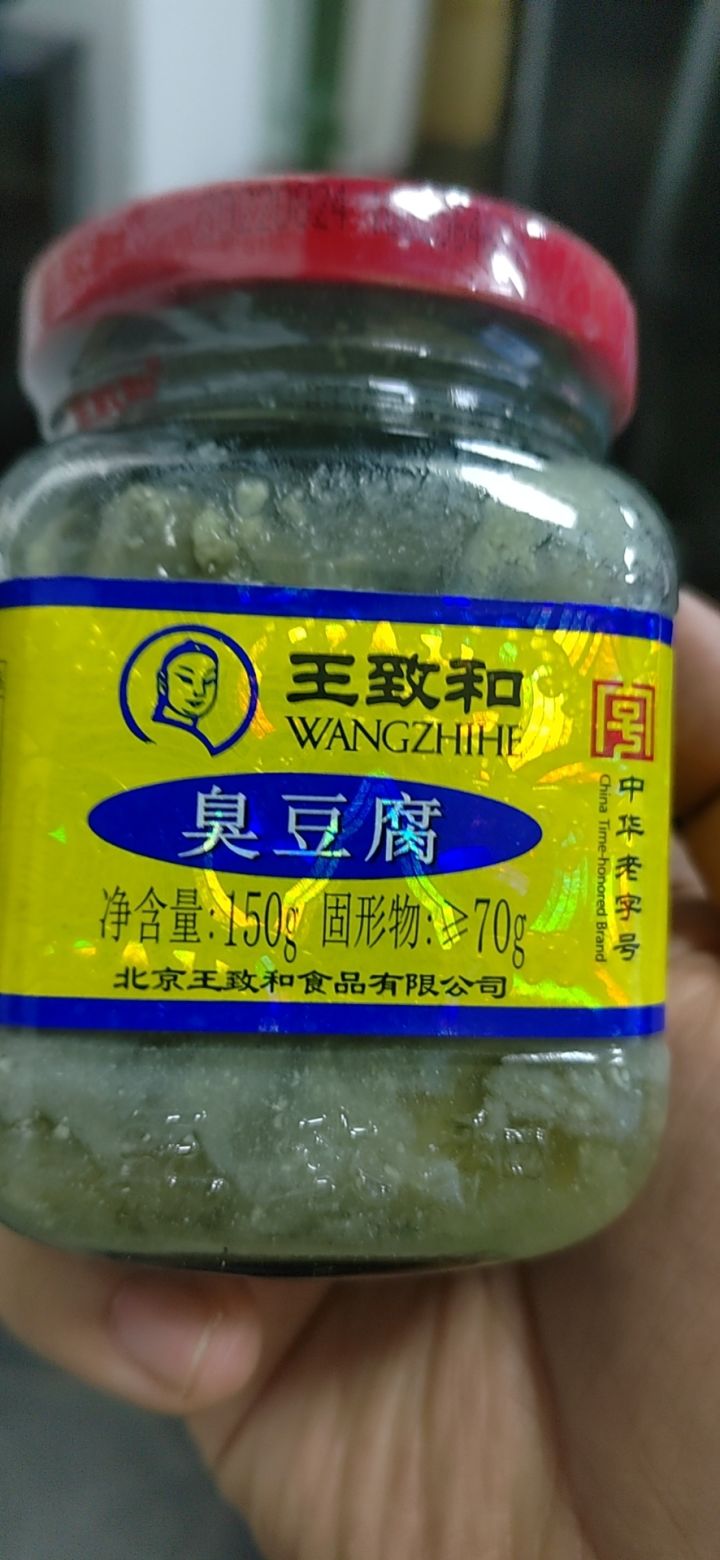 王致和
WANGZHIHE
臭豆腐
净含量:150g 固形物:≥70g
北京王致和食品有限公司
中华老字号
China Time-honored Brand